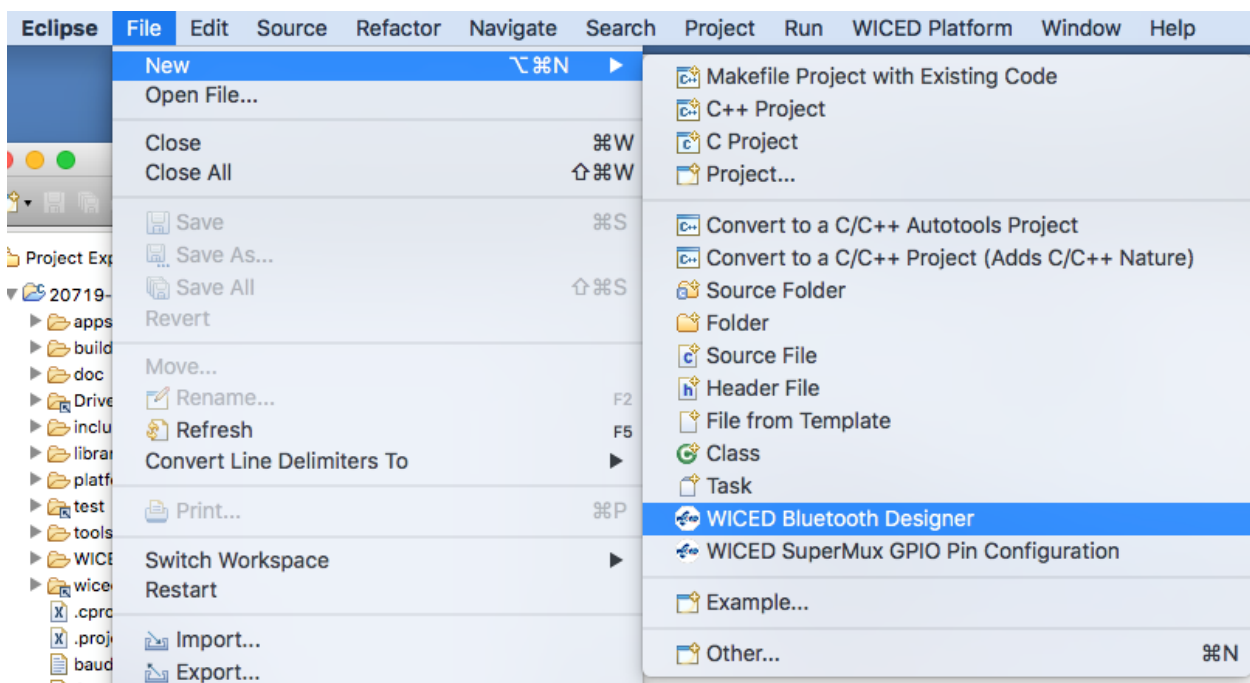 Eclipse File Edit Source Refactor Navigate Search Project Run WICED Platform Window Help
New ⌥⌘N ▶
Open File...
Close ⌘W
Close All ⇧⌘W
Save ⌘S
Save As...
Save All ⇧⌘S
Revert
Move...
Rename... F2
Refresh F5
Convert Line Delimiters To ▶
Print... ⌘P
Switch Workspace ▶
Restart
Import...
Export...
Makefile Project with Existing Code
C++ Project
C Project
Project...
Convert to a C/C++ Autotools Project
Convert to a C/C++ Project (Adds C/C++ Nature)
Source Folder
Folder
Source File
Header File
File from Template
Class
Task
WICED Bluetooth Designer
WICED SuperMux GPIO Pin Configuration
Example...
Other... ⌘N
Project Exp
20719-
apps
build
doc
Drive
inclu
librar
platf
test
tools
WICE
wice
.cpro
.proj
baud